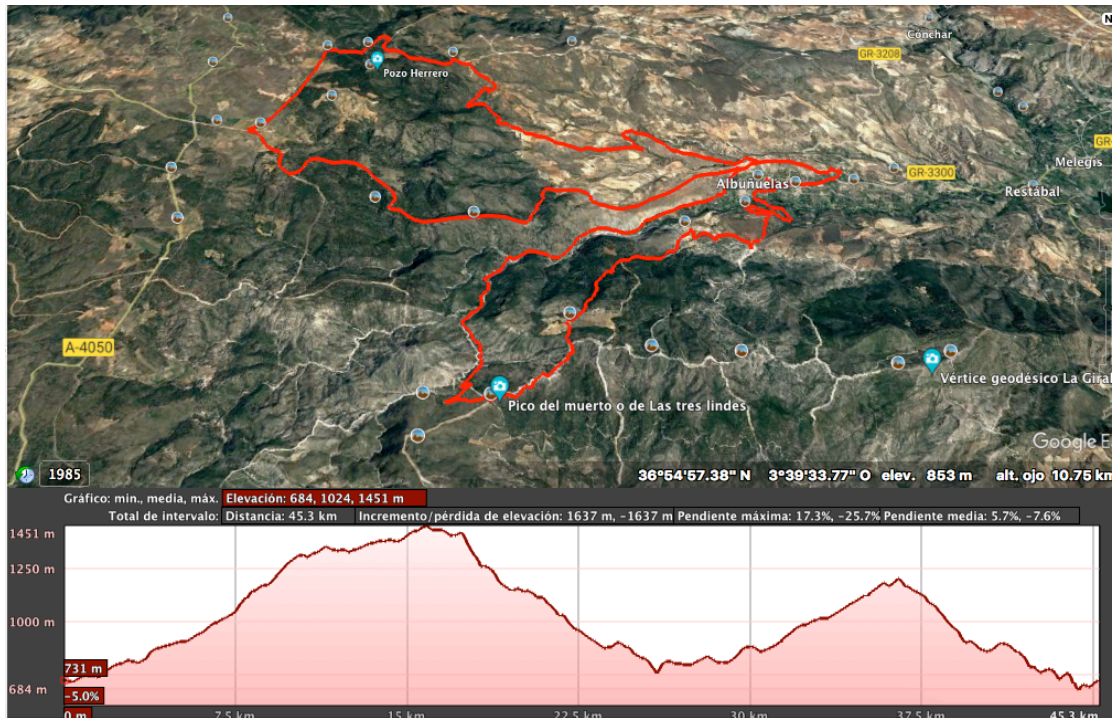 N
Conchar
GR-3208
Pozo Herrero
GR-
Melegis
GR-3300
Albuñuelas
Restábal
A-4050
Vértice geodésico La Giral
Pico del muerto o de Las tres lindes
Google E
1985
36°54'57.38" N 3°39'33.77" O elev. 853 m alt. ojo 10.75 km
Gráfico: min., media, máx. Elevación: 684, 1024, 1451 m
Total de intervalo: Distancia: 45.3 km Incremento/pérdida de elevación: 1637 m, -1637 m Pendiente máxima: 17.3%, -25.7% Pendiente media: 5.7%, -7.6%
1451 m
1250 m
1000 m
731 m
684 m
-5.0%
0 m 7.5 km 15 km 22.5 km 30 km 37.5 km 45.3 km